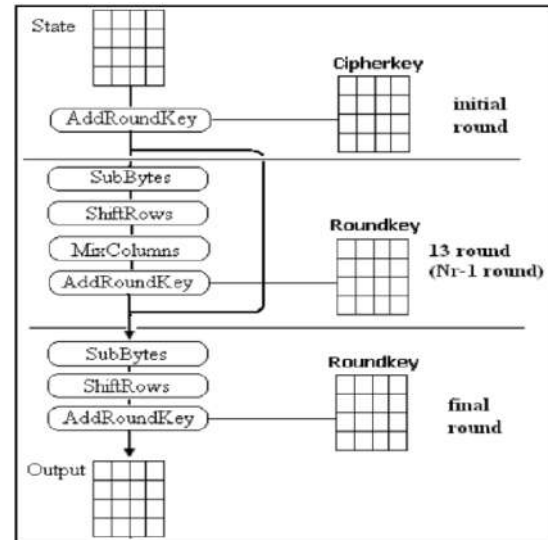 State
Cipherkey
AddRoundKey
initial
round
SubBytes
ShiftRows
MixColumns
AddRoundKey
Roundkey
13 round
(Nr-1 round)
SubBytes
ShiftRows
AddRoundKey
Roundkey
final
round
Output